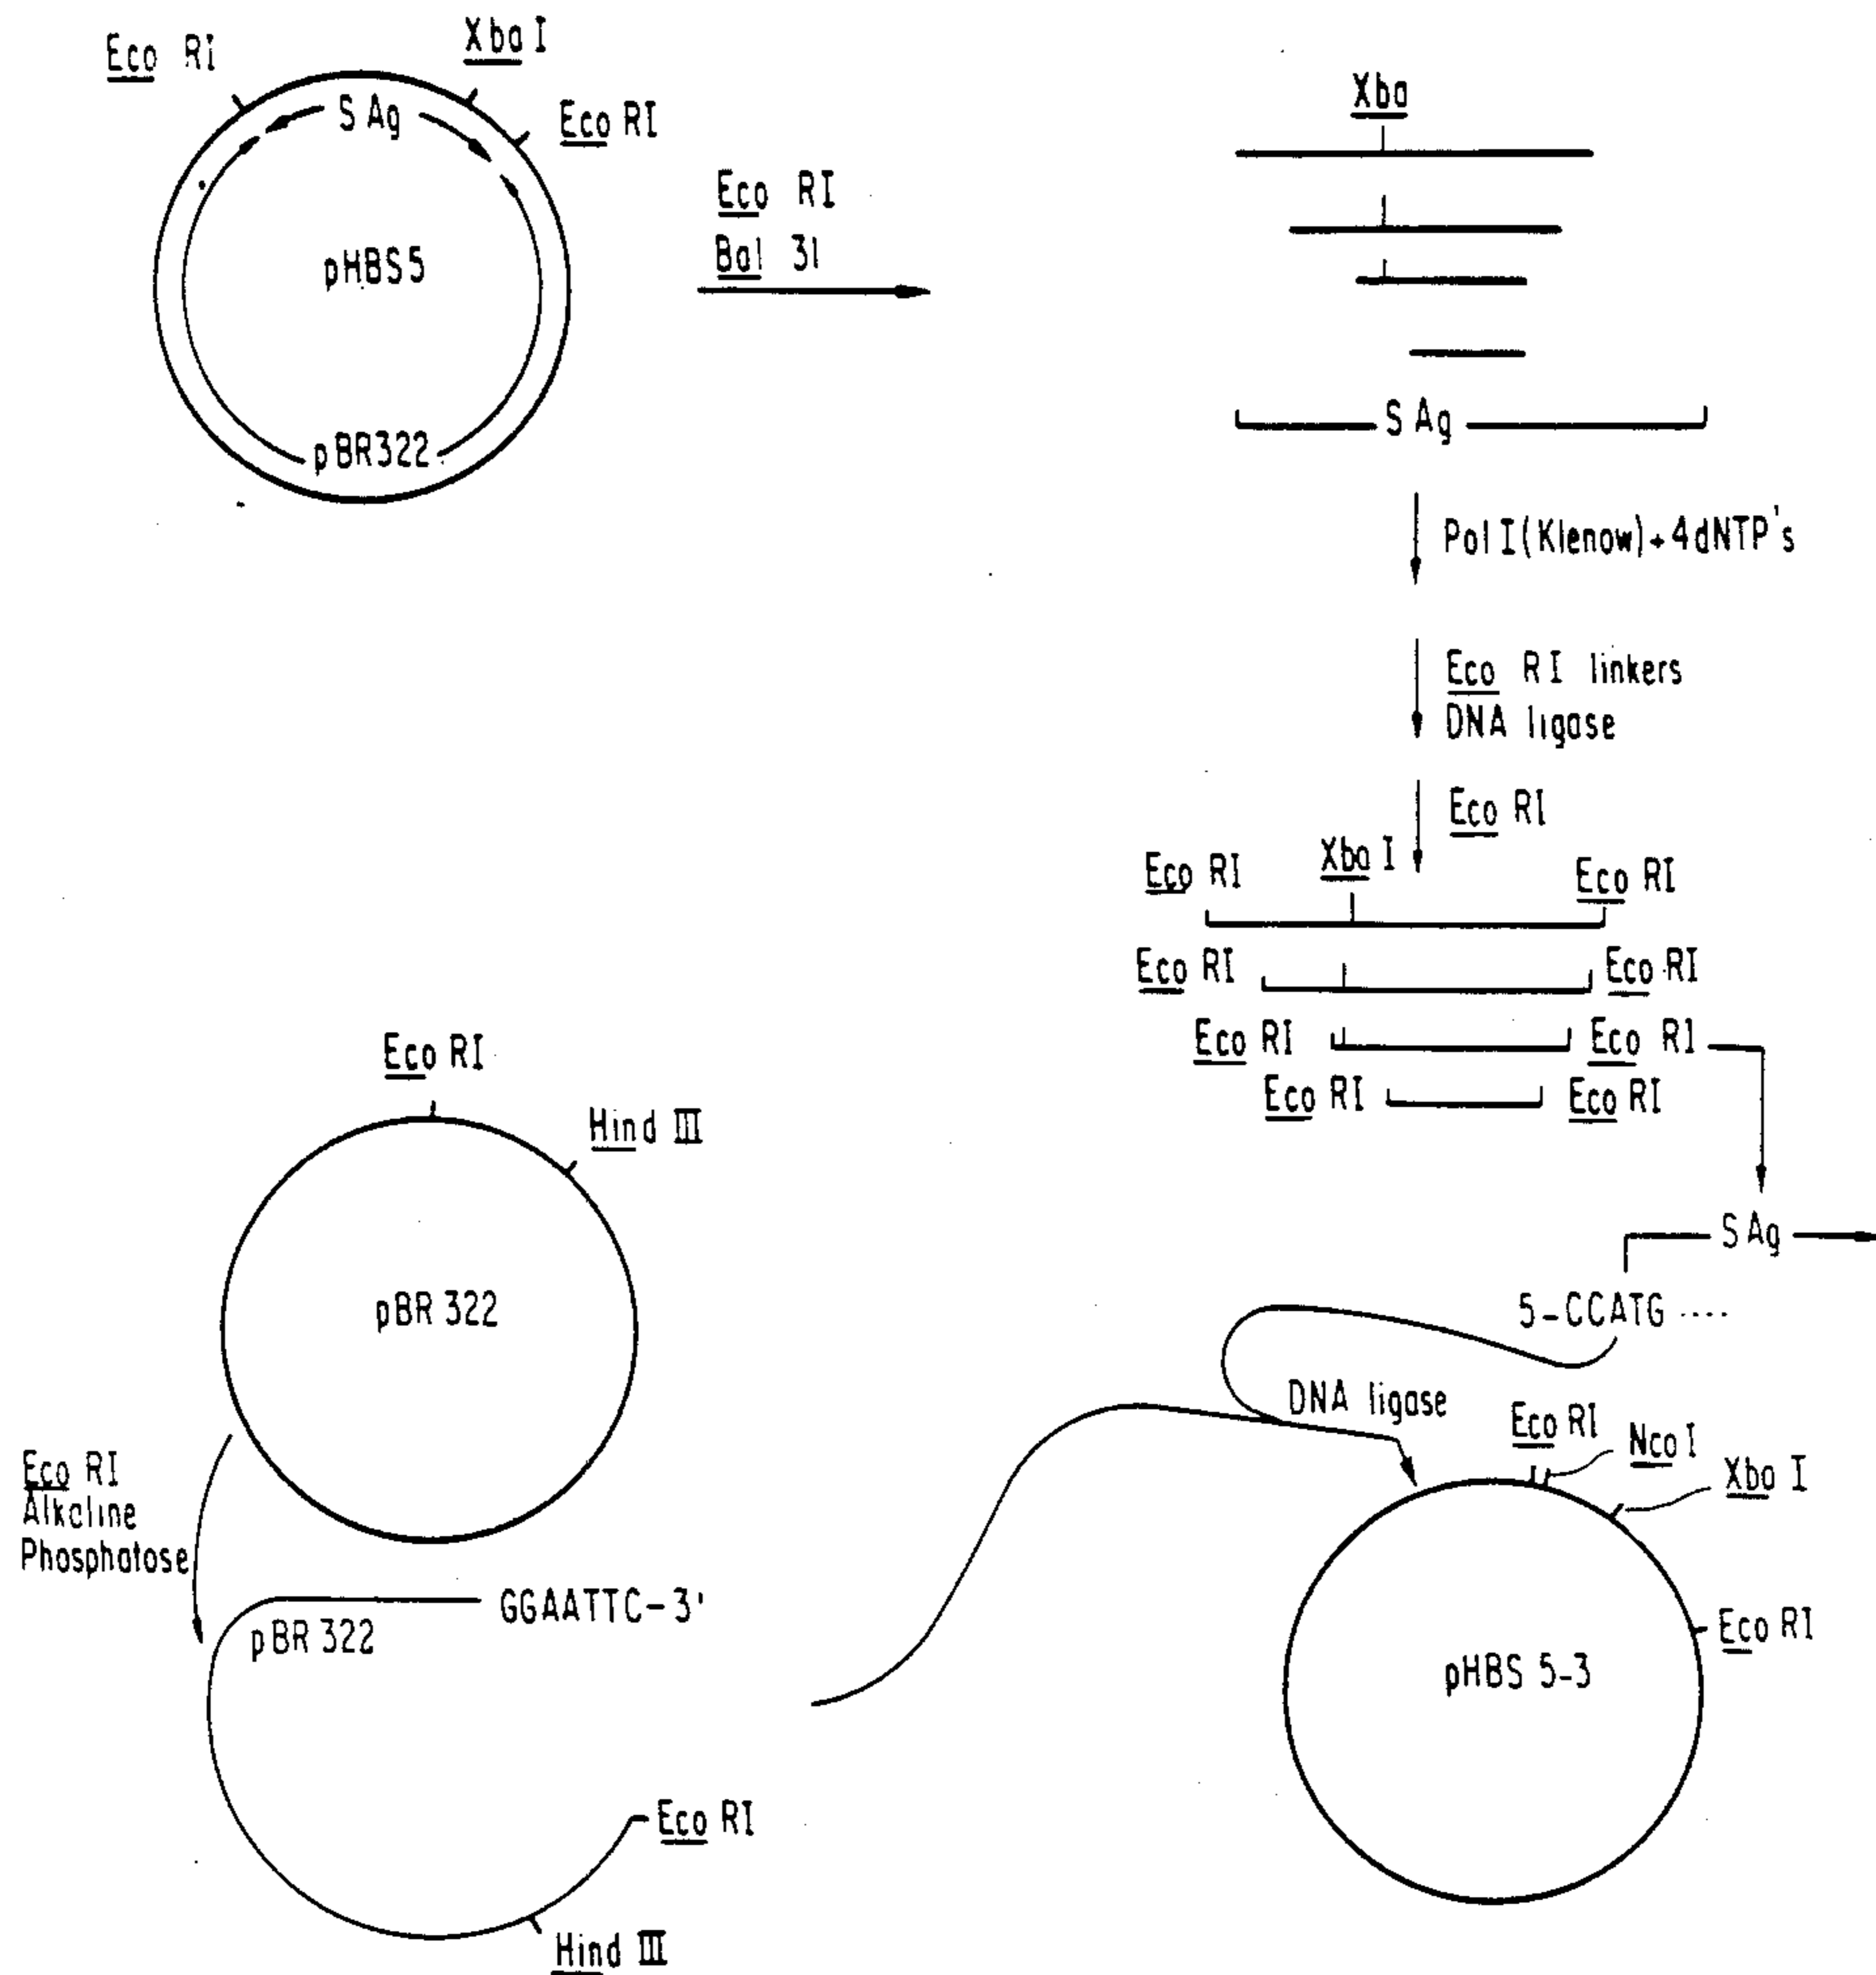 Eco RI
Xba I
S Ag
Eco RI
pHBS5
pBR322
Eco RI
Bal 31
Xba
S Ag
Pol I (Klenow) + 4dNTP's
Eco RI linkers
DNA ligase
Eco RI
Eco RI
Xba I
Eco RI
Eco RI
Eco RI
Eco RI
Eco RI
Eco RI
Eco RI
S Ag
5-CCATG ....
Eco RI
Hind III
pBR 322
Eco RI
Alkaline
Phosphatase
pBR 322
GGAATTC-3'
Eco RI
Hind III
DNA ligase
Eco RI
Nco I
Xba I
Eco RI
pHBS 5-3